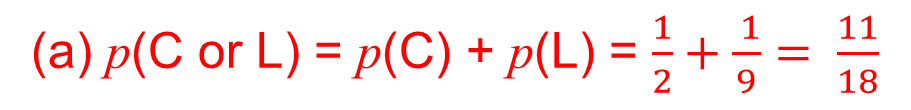 (a) p(C or L) = p(C) + p(L) = 1/2 + 1/9 = 11/18